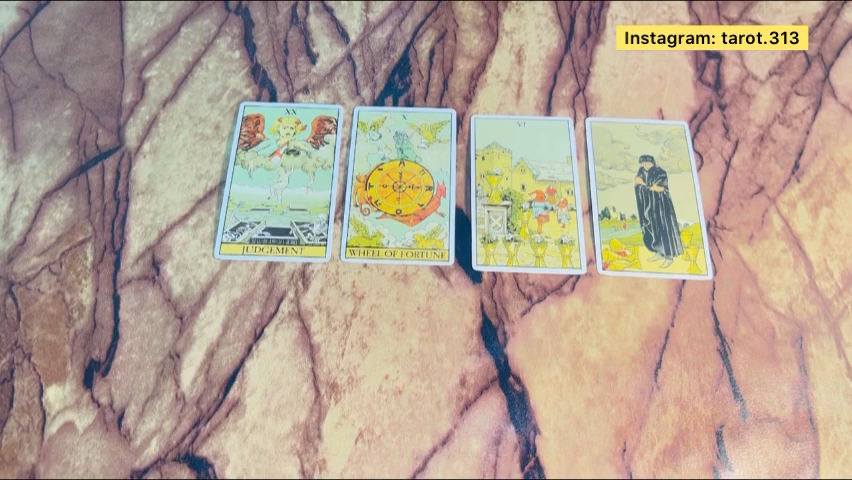 Instagram: tarot.313
XX
JUDGEMENT
X
WHEEL OF FORTUNE
VI